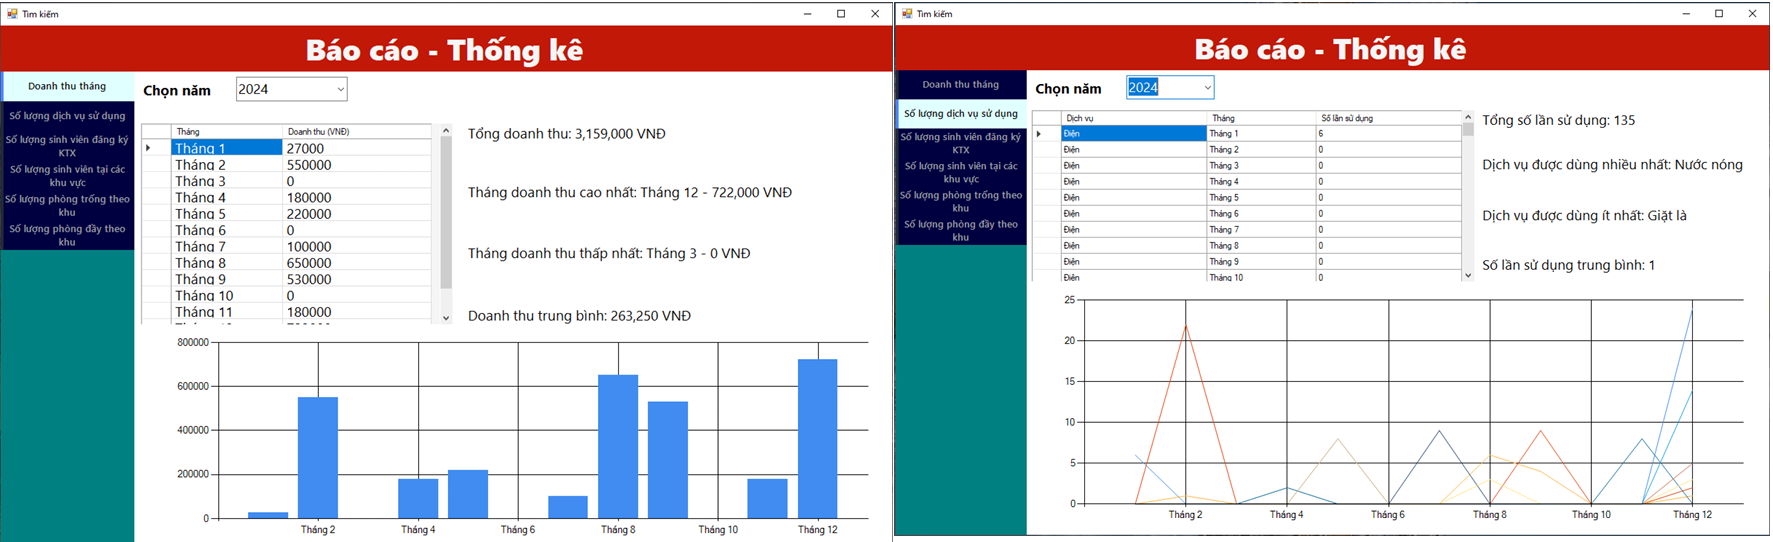 Tìm kiếm
Báo cáo - Thống kê
Doanh thu tháng
Số lượng dịch vụ sử dụng
Số lượng sinh viên đăng ký
KTX
Số lượng sinh viên tại các
khu vực
Số lượng phòng trống theo
khu
Số lượng phòng đầy theo
khu
Chọn năm 2024
Tháng Doanh thu (VNĐ)
Tháng 1 27000
Tháng 2 550000
Tháng 3 0
Tháng 4 180000
Tháng 5 220000
Tháng 6 0
Tháng 7 100000
Tháng 8 650000
Tháng 9 530000
Tháng 10 0
Tháng 11 180000
Tổng doanh thu: 3,159,000 VNĐ
Tháng doanh thu cao nhất: Tháng 12 - 722,000 VNĐ
Tháng doanh thu thấp nhất: Tháng 3 - 0 VNĐ
Doanh thu trung bình: 263,250 VNĐ
800000
600000
400000
200000
0
Tháng 2 Tháng 4 Tháng 6 Tháng 8 Tháng 10 Tháng 12
Tìm kiếm
Báo cáo - Thống kê
Doanh thu tháng
Số lượng dịch vụ sử dụng
Số lượng sinh viên đăng ký
KTX
Số lượng sinh viên tại các
khu vực
Số lượng phòng trống theo
khu
Số lượng phòng đầy theo
khu
Chọn năm 2024
Dịch vụ Tháng Số lần sử dụng
Điện Tháng 1 6
Điện Tháng 2 0
Điện Tháng 3 0
Điện Tháng 4 0
Điện Tháng 5 0
Điện Tháng 6 0
Điện Tháng 7 0
Điện Tháng 8 0
Điện Tháng 9 0
Điện Tháng 10 0
Tổng số lần sử dụng: 135
Dịch vụ được dùng nhiều nhất: Nước nóng
Dịch vụ được dùng ít nhất: Giặt là
Số lần sử dụng trung bình: 1
25
20
15
10
5
0
Tháng 2 Tháng 4 Tháng 6 Tháng 8 Tháng 10 Tháng 12